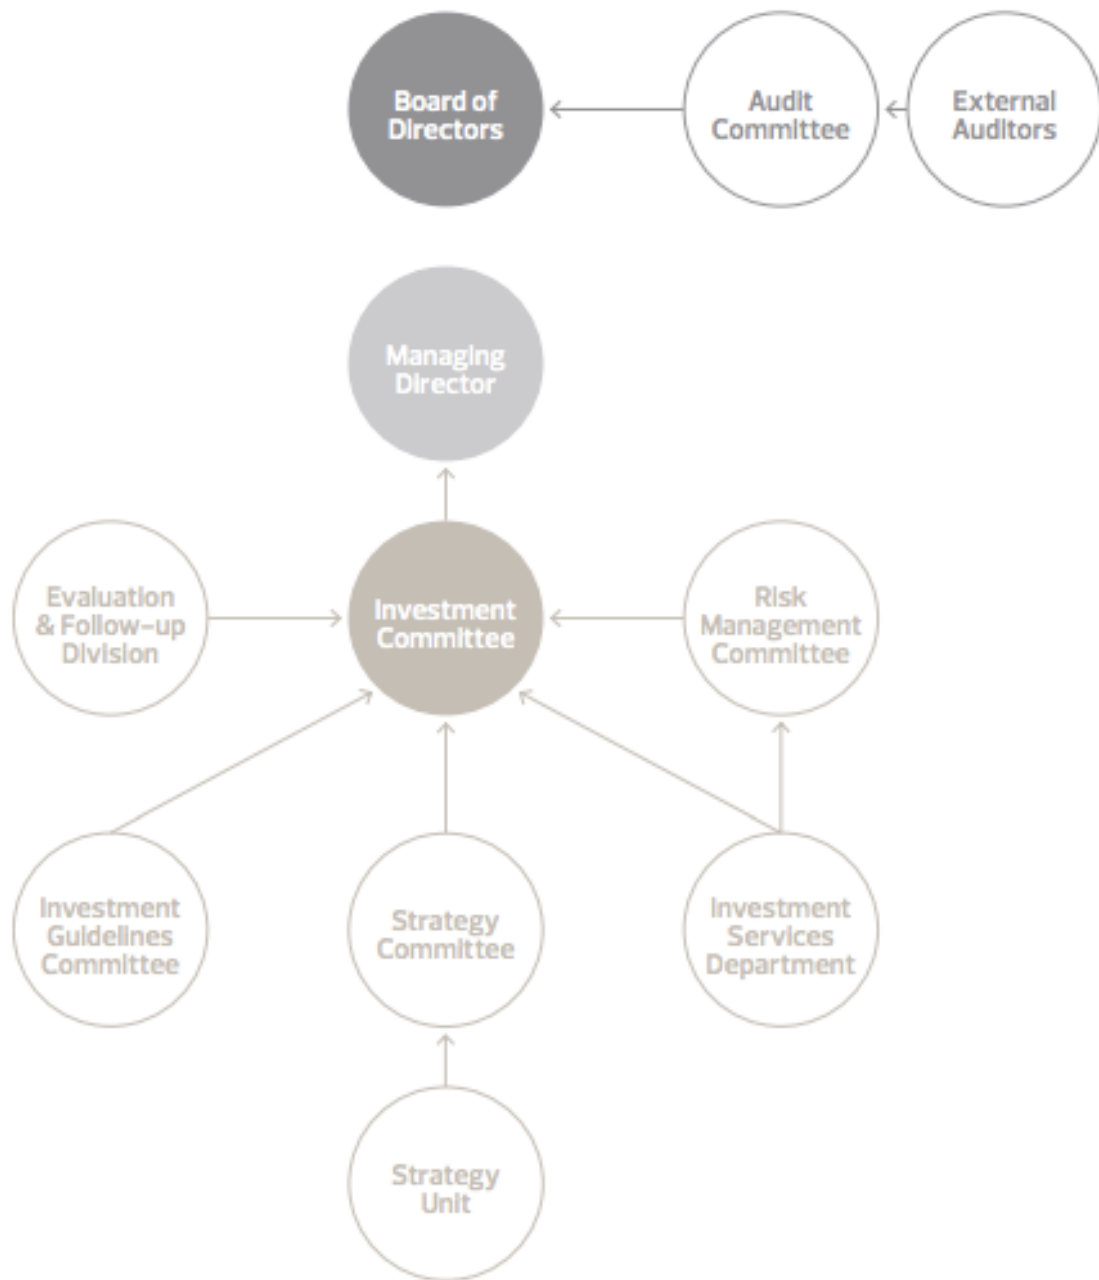 Board of
Directors
Audit
Committee
External
Auditors
Managing
Director
Evaluation
& Follow-up
Division
Investment
Committee
Risk
Management
Committee
Investment
Guidelines
Committee
Strategy
Committee
Investment
Services
Department
Strategy
Unit